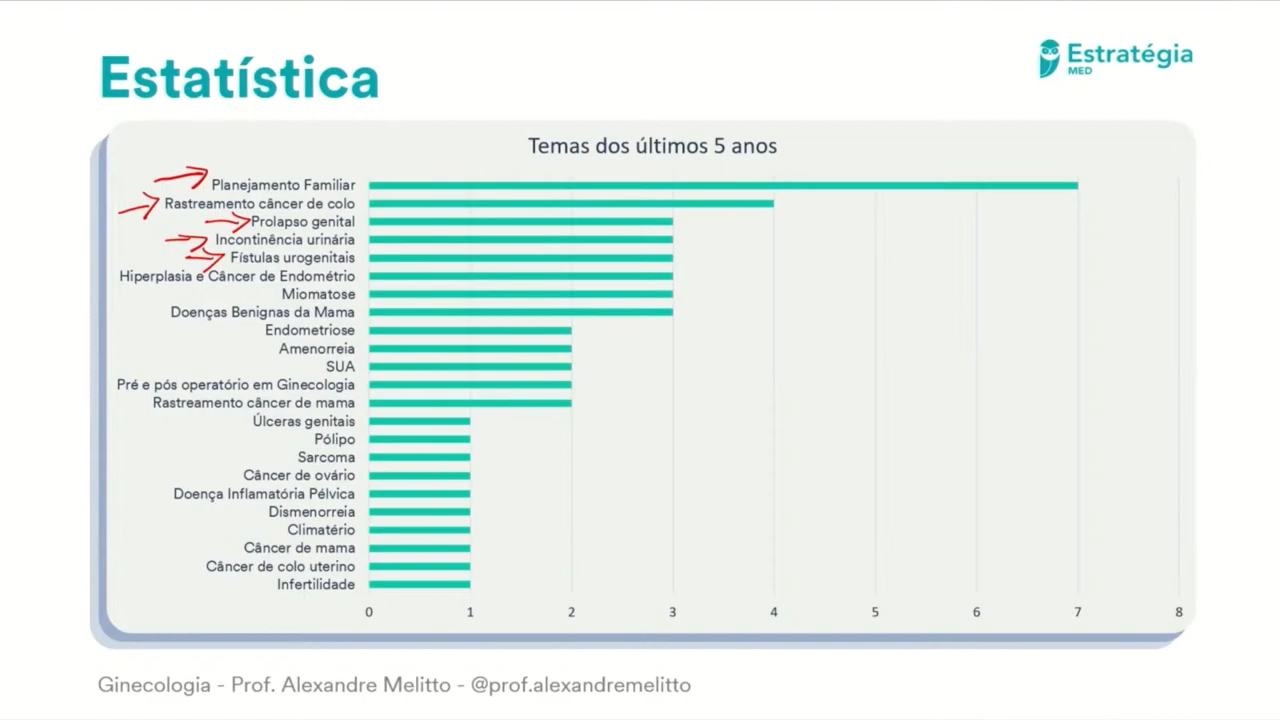 Estatística
Estratégia
MED
Temas dos últimos 5 anos
Planejamento Familiar
Rastreamento câncer de colo
Prolapso genital
Incontinência urinária
Fístulas urogenitais
Hiperplasia e Câncer de Endométrio
Miomatose
Doenças Benignas da Mama
Endometriose
Amenorreia
SUA
Pré e pós operatório em Ginecologia
Rastreamento câncer de mama
Úlceras genitais
Pólipo
Sarcoma
Câncer de ovário
Doença Inflamatória Pélvica
Dismenorreia
Climatério
Câncer de mama
Câncer de colo uterino
Infertilidade
0 1 2 3 4 5 6 7 8
Ginecologia - Prof. Alexandre Melitto - @prof.alexandremelitto